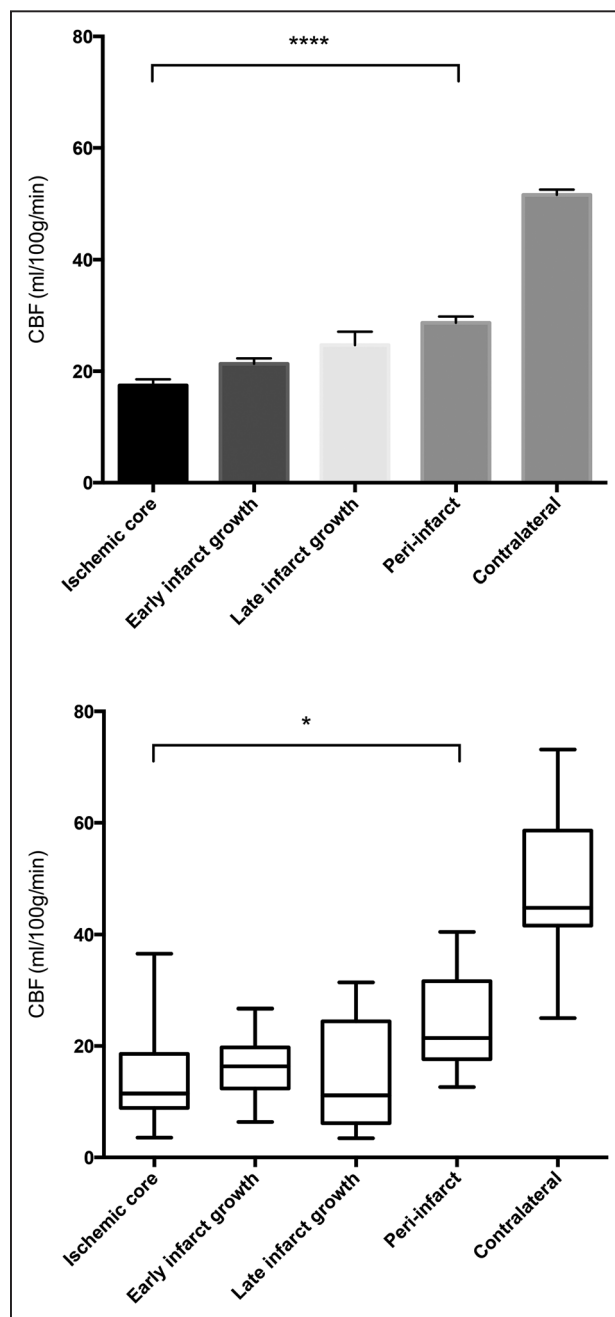 ****
80
60
40
20
0
CBF (ml/100g/min)
Ischemic core
Early infarct growth
Late infarct growth
Peri-infarct
Contralateral
*
80
60
40
20
0
CBF (ml/100g/min)
Ischemic core
Early infarct growth
Late infarct growth
Peri-infarct
Contralateral